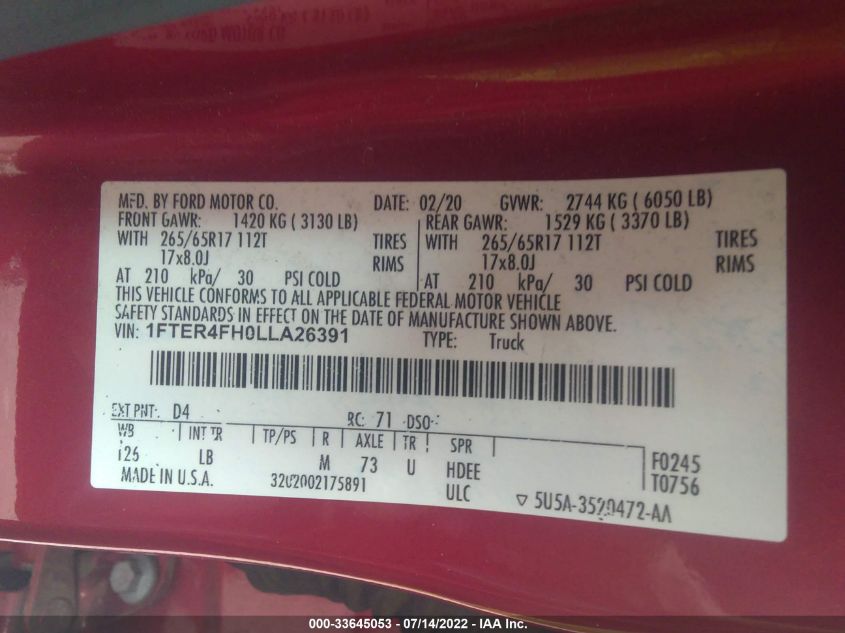 MFD. BY FORD MOTOR CO. DATE: 02/20 GVWR: 2744 KG ( 6050 LB)
FRONT GAWR: 1420 KG ( 3130 LB) REAR GAWR: 1529 KG ( 3370 LB)
WITH 265/65R17 112T TIRES WITH 265/65R17 112T TIRES
17x8.0J RIMS 17x8.0J RIMS
AT 210 kPa/ 30 PSI COLD AT 210 kPa/ 30 PSI COLD
THIS VEHICLE CONFORMS TO ALL APPLICABLE FEDERAL MOTOR VEHICLE
SAFETY STANDARDS IN EFFECT ON THE DATE OF MANUFACTURE SHOWN ABOVE.
VIN: 1FTER4FH0LLA26391 TYPE: Truck
EXT PNT: D4 RC: 71 DSO:
WB INT TR TP/PS R AXLE TR SPR
126 LB M 73 U HDEE F0245
MADE IN U.S.A. ULC T0756
5U5A-3520472-AA
000-33645053 - 07/14/2022 - IAA Inc.